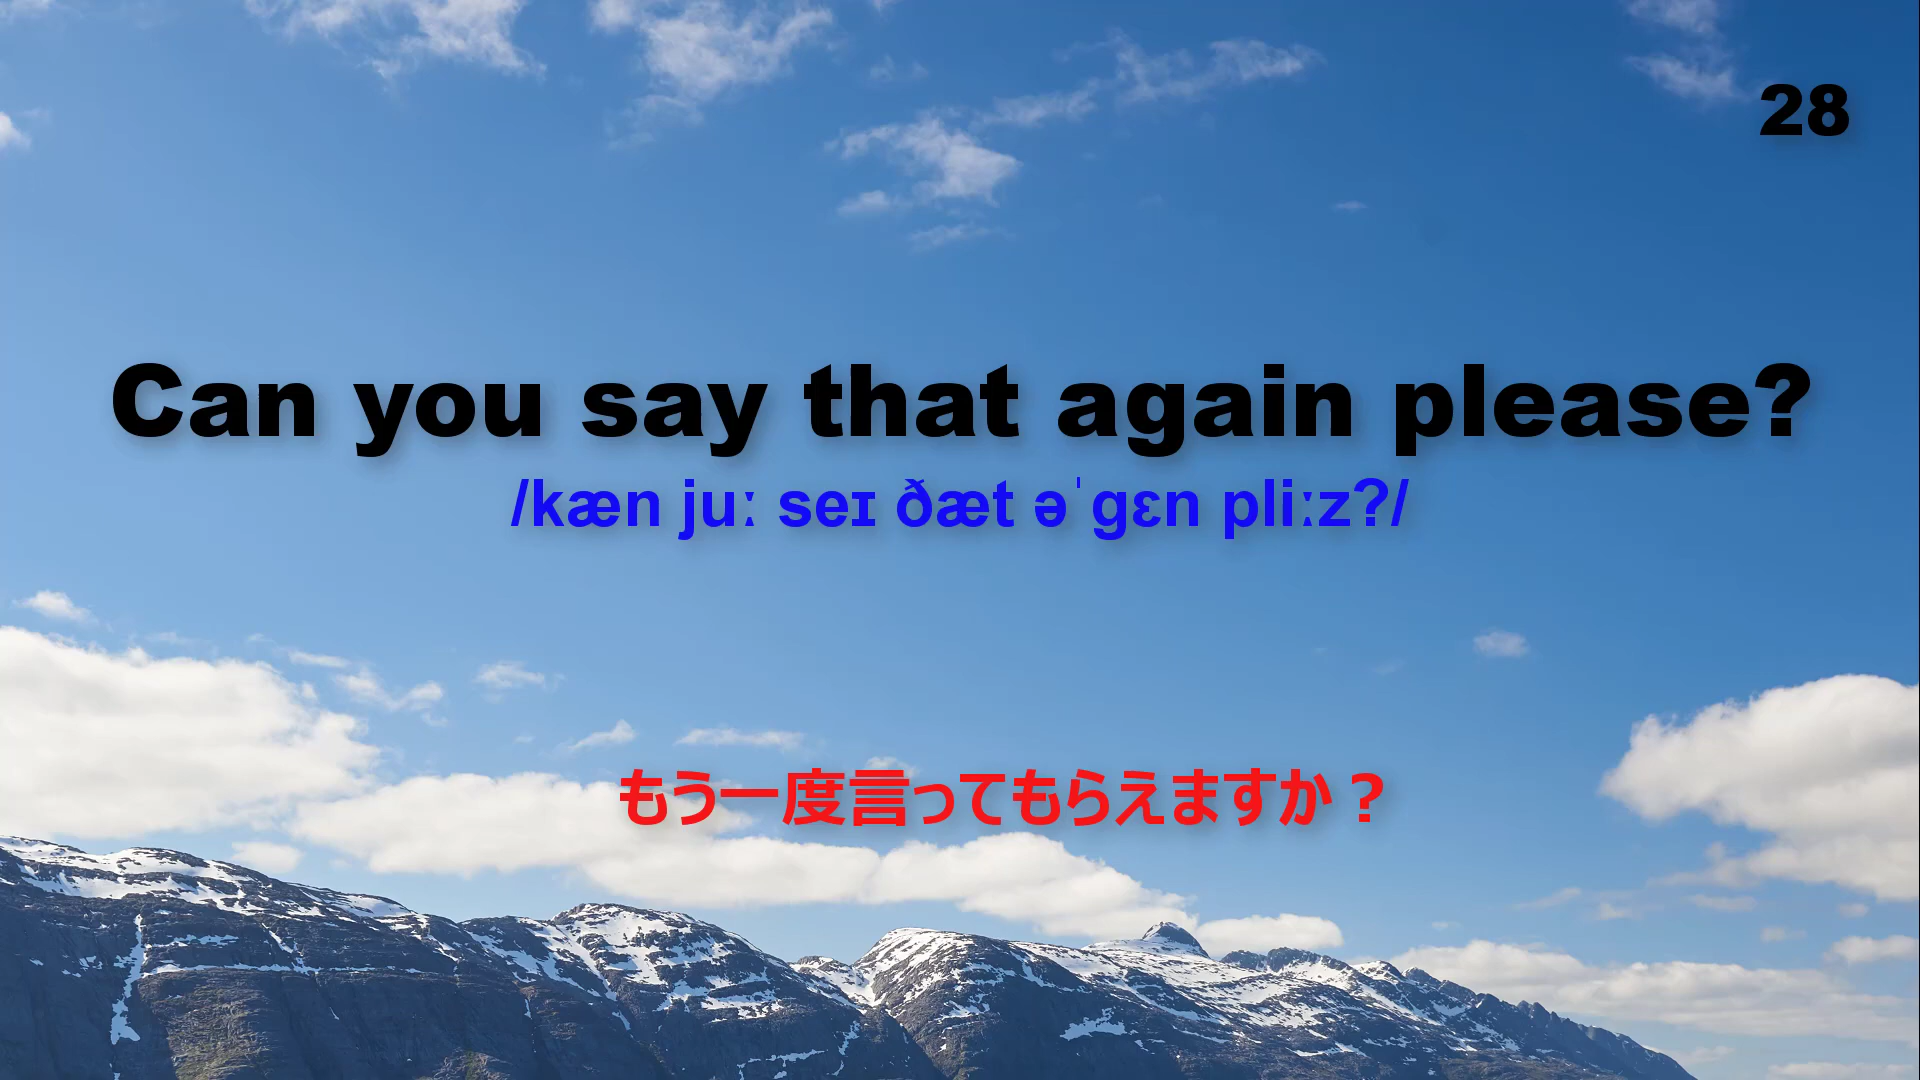 28
Can you say that again please?
/kæn juː seɪ ðæt əˈɡɛn pliːz?/
もう一度言ってもらえますか？